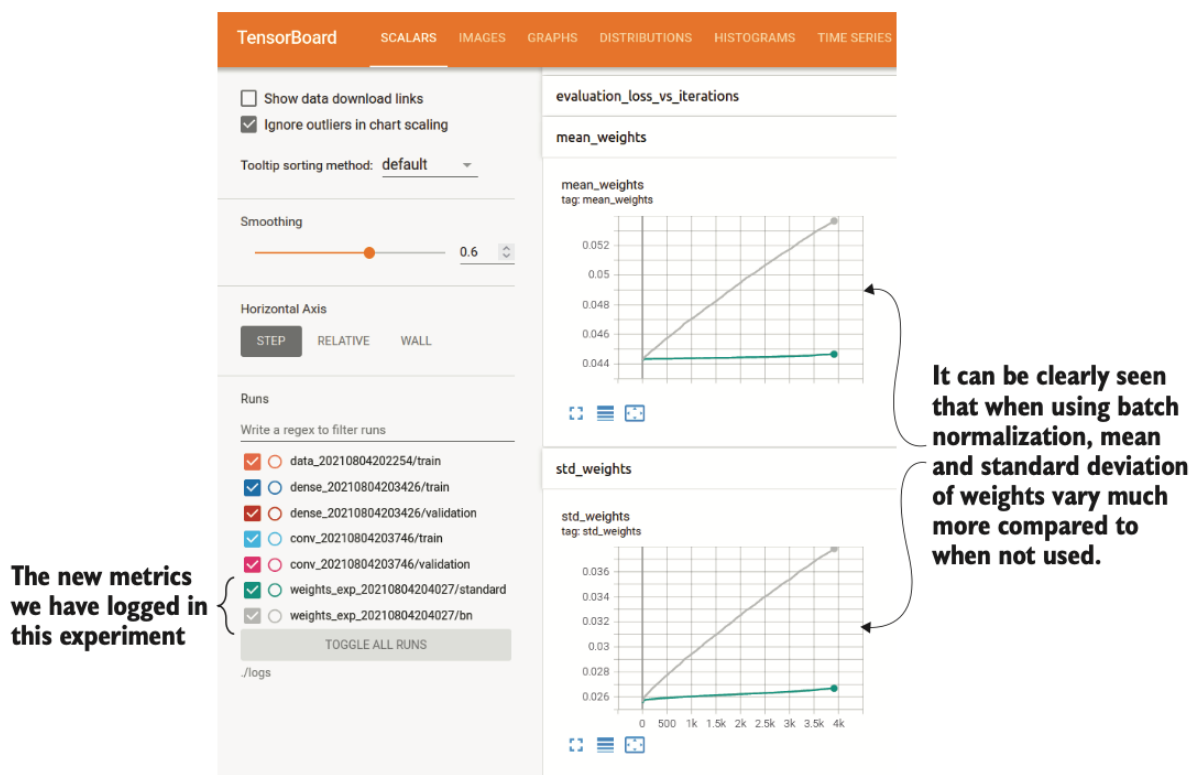 TensorBoard SCALARS IMAGES GRAPHS DISTRIBUTIONS HISTOGRAMS TIME SERIES
Show data download links
Ignore outliers in chart scaling
Tooltip sorting method: default
Smoothing
0.6
Horizontal Axis
STEP RELATIVE WALL
Runs
Write a regex to filter runs
data_20210804202254/train
dense_20210804203426/train
dense_20210804203426/validation
conv_20210804203746/train
conv_20210804203746/validation
weights_exp_20210804204027/standard
weights_exp_20210804204027/bn
TOGGLE ALL RUNS
./logs
The new metrics
we have logged in
this experiment
evaluation_loss_vs_iterations
mean_weights
mean_weights
tag: mean_weights
0.052
0.05
0.048
0.046
0.044
std_weights
std_weights
tag: std_weights
0.036
0.034
0.032
0.03
0.028
0.026
0 500 1k 1.5k 2k 2.5k 3k 3.5k 4k
It can be clearly seen
that when using batch
normalization, mean
and standard deviation
of weights vary much
more compared to
when not used.